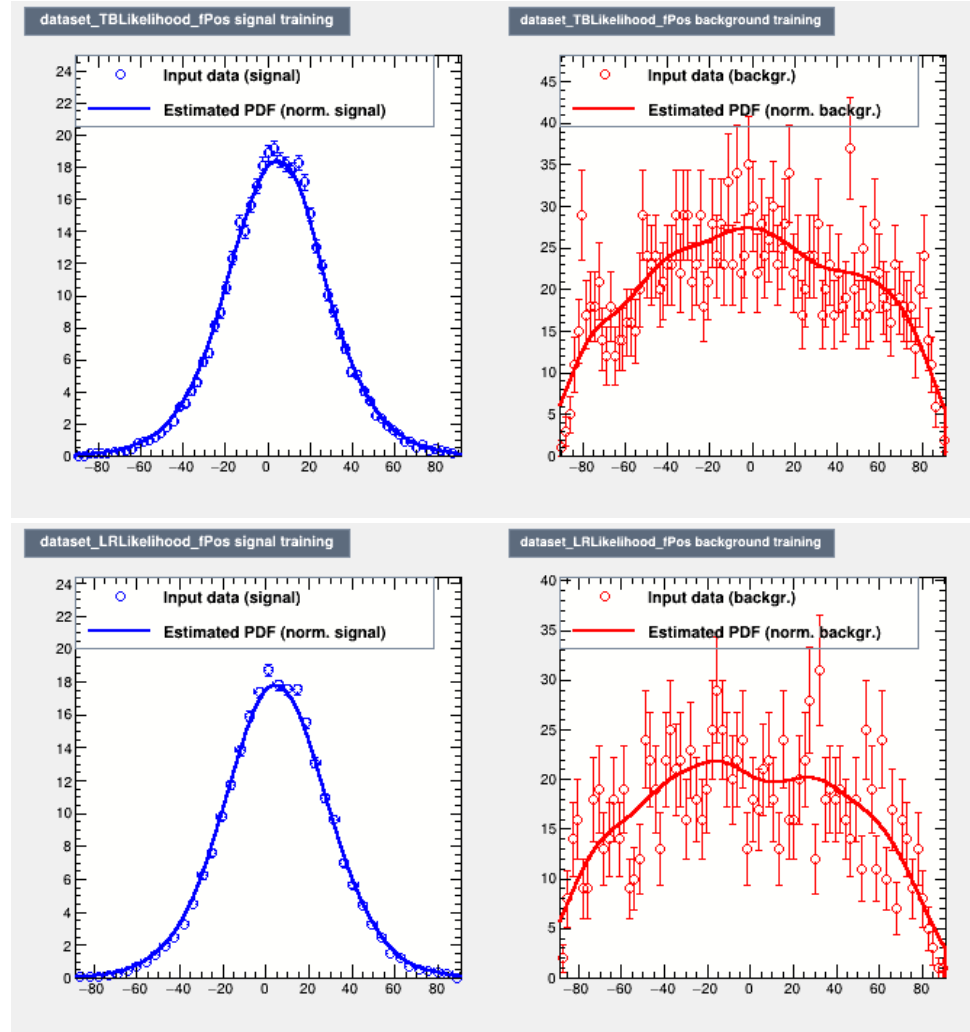 dataset_TBLikelihood_fPos signal training
dataset_TBLikelihood_fPos background training
Input data (signal)
Estimated PDF (norm. signal)
24
22
20
18
16
14
12
10
8
6
4
2
0
−80 −60 −40 −20 0 20 40 60 80
Input data (backgr.)
Estimated PDF (norm. backgr.)
45
40
35
30
25
20
15
10
5
0
−80 −60 −40 −20 0 20 40 60 80
dataset_LRLikelihood_fPos signal training
dataset_LRLikelihood_fPos background training
Input data (signal)
Estimated PDF (norm. signal)
24
22
20
18
16
14
12
10
8
6
4
2
0
−80 −60 −40 −20 0 20 40 60 80
Input data (backgr.)
Estimated PDF (norm. backgr.)
40
35
30
25
20
15
10
5
0
−80 −60 −40 −20 0 20 40 60 80